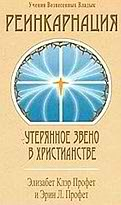 Учения Вознесенных Владык
РЕИНКАРНАЦИЯ
УТЕРЯННОЕ ЗВЕНО
В ХРИСТИАНСТВЕ
Элизабет Клэр Профет
и Эрин Л. Профет